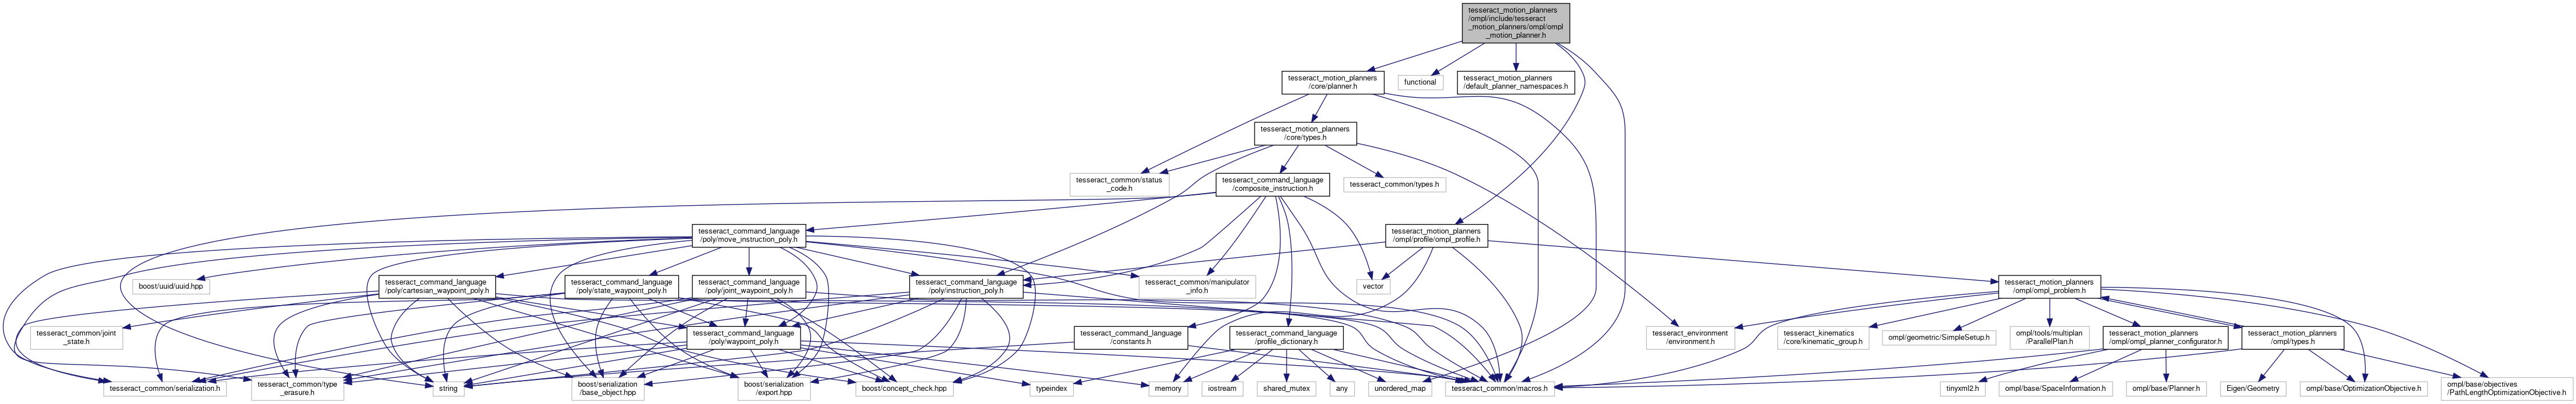 tesseract_motion_planners
/ompl/include/tesseract
_motion_planners/ompl/ompl
_motion_planner.h
tesseract_motion_planners
/core/planner.h
functional
tesseract_motion_planners
/default_planner_namespaces.h
tesseract_motion_planners
/core/types.h
tesseract_common/status
_code.h
tesseract_command_language
/composite_instruction.h
tesseract_common/types.h
tesseract_command_language
/poly/move_instruction_poly.h
tesseract_motion_planners
/ompl/profile/ompl_profile.h
boost/uuid/uuid.hpp
tesseract_command_language
/poly/cartesian_waypoint_poly.h
tesseract_command_language
/poly/state_waypoint_poly.h
tesseract_command_language
/poly/joint_waypoint_poly.h
tesseract_command_language
/poly/instruction_poly.h
tesseract_common/manipulator
_info.h
vector
tesseract_motion_planners
/ompl/ompl_problem.h
tesseract_common/joint
_state.h
tesseract_command_language
/poly/waypoint_poly.h
tesseract_command_language
/constants.h
tesseract_command_language
/profile_dictionary.h
tesseract_environment
/environment.h
tesseract_kinematics
/core/kinematic_group.h
ompl/geometric/SimpleSetup.h
ompl/tools/multiplan
/ParallelPlan.h
tesseract_motion_planners
/ompl/ompl_planner_configurator.h
tesseract_motion_planners
/ompl/types.h
tesseract_common/serialization.h
tesseract_common/type
_erasure.h
string
boost/serialization
/base_object.hpp
boost/serialization
/export.hpp
boost/concept_check.hpp
typeindex
memory
iostream
shared_mutex
any
unordered_map
tesseract_common/macros.h
tinyxml2.h
ompl/base/SpaceInformation.h
ompl/base/Planner.h
Eigen/Geometry
ompl/base/OptimizationObjective.h
ompl/base/objectives
/PathLengthOptimizationObjective.h